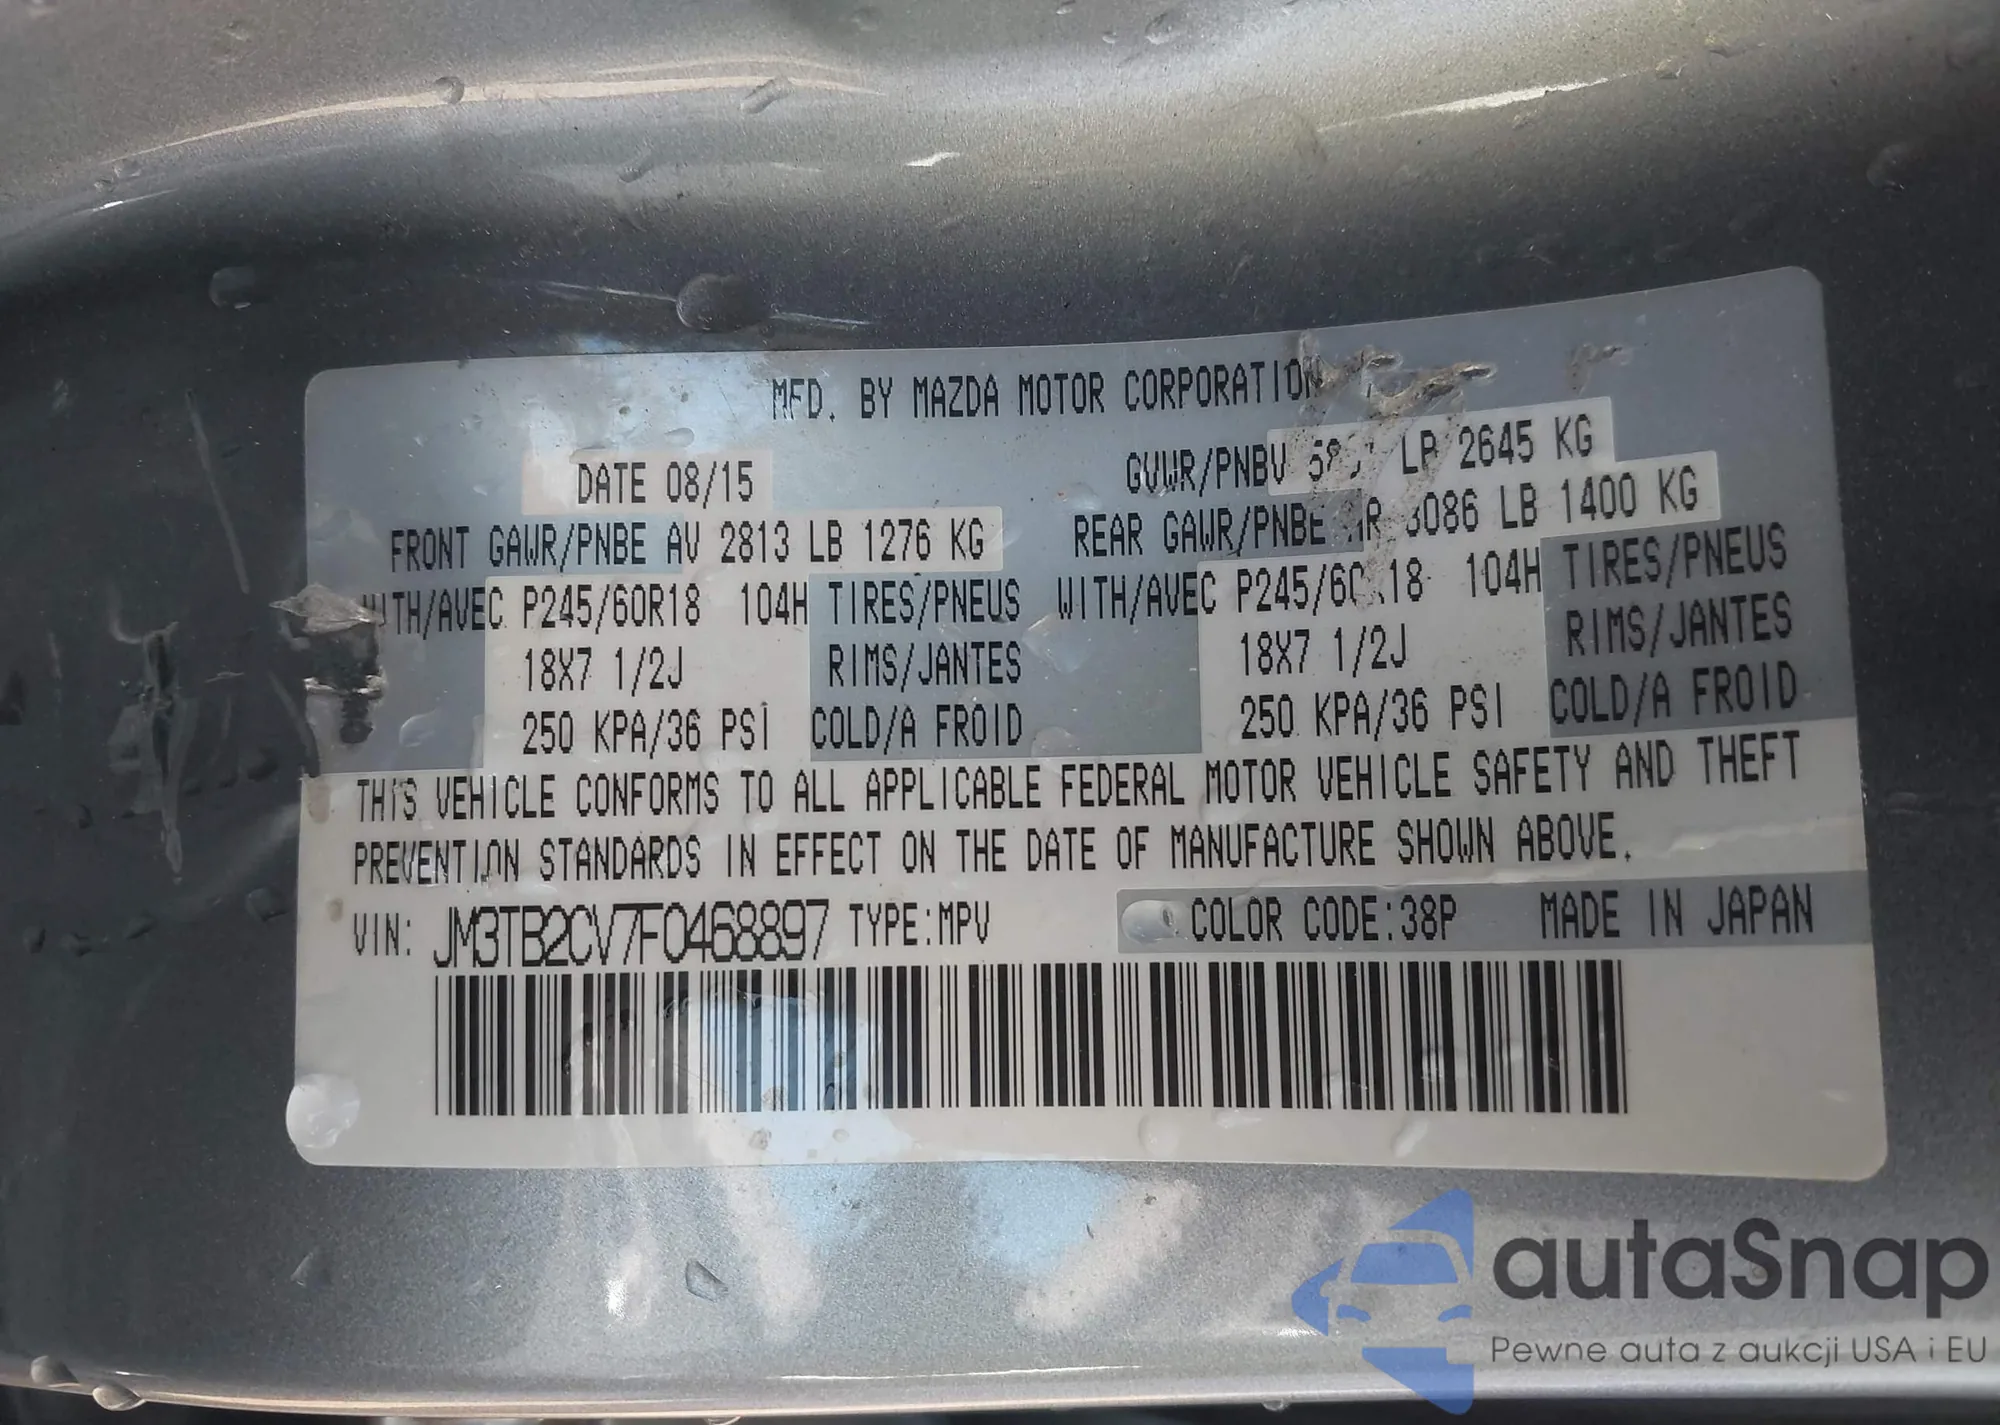 MFD. BY MAZDA MOTOR CORPORATION
DATE 08/15 GVWR/PNBV LB 2645 KG
FRONT GAWR/PNBE AV 2813 LB 1276 KG REAR GAWR/PNBE AR 3086 LB 1400 KG
WITH/AVEC P245/60R18 104H TIRES/PNEUS WITH/AVEC P245/60R18 104H TIRES/PNEUS
18X7 1/2J RIMS/JANTES 18X7 1/2J RIMS/JANTES
250 KPA/36 PSI COLD/A FROID 250 KPA/36 PSI COLD/A FROID
THIS VEHICLE CONFORMS TO ALL APPLICABLE FEDERAL MOTOR VEHICLE SAFETY AND THEFT
PREVENTION STANDARDS IN EFFECT ON THE DATE OF MANUFACTURE SHOWN ABOVE.
VIN: JM3TB2CV7F0468897 TYPE:MPV COLOR CODE:38P MADE IN JAPAN
autaSnap
Pewne auta z aukcji USA i EU